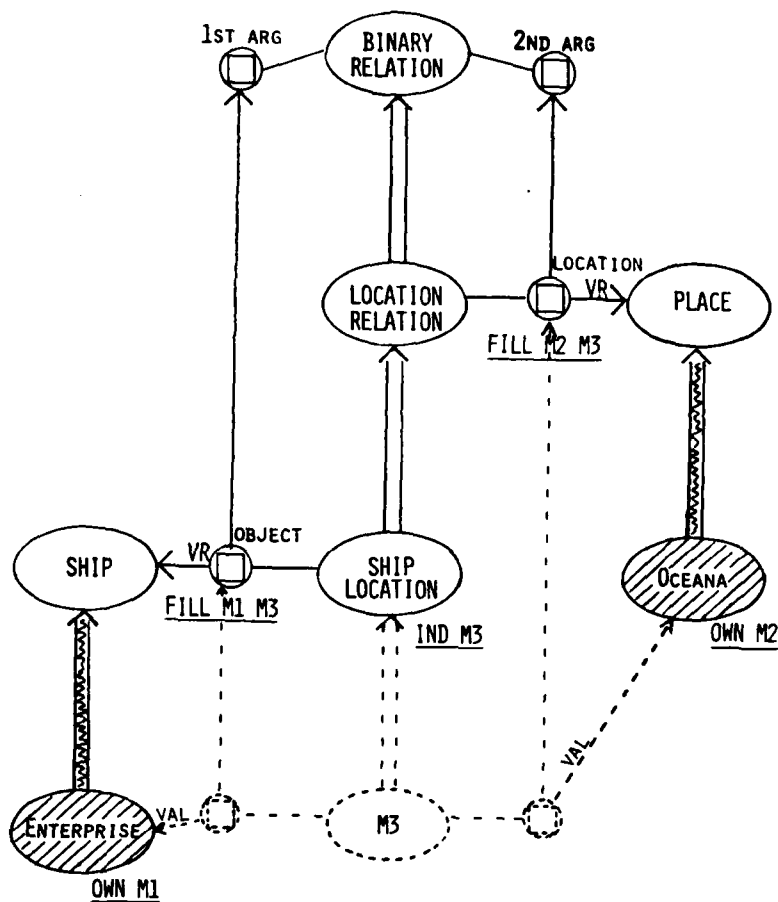 1ST ARG
BINARY
RELATION
2ND ARG
LOCATION
RELATION
LOCATION
VR
PLACE
FILL M2 M3
SHIP
VR
OBJECT
SHIP
LOCATION
OCEANA
FILL M1 M3
IND M3
OWN M2
VAL
ENTERPRISE
VAL
M3
OWN M1